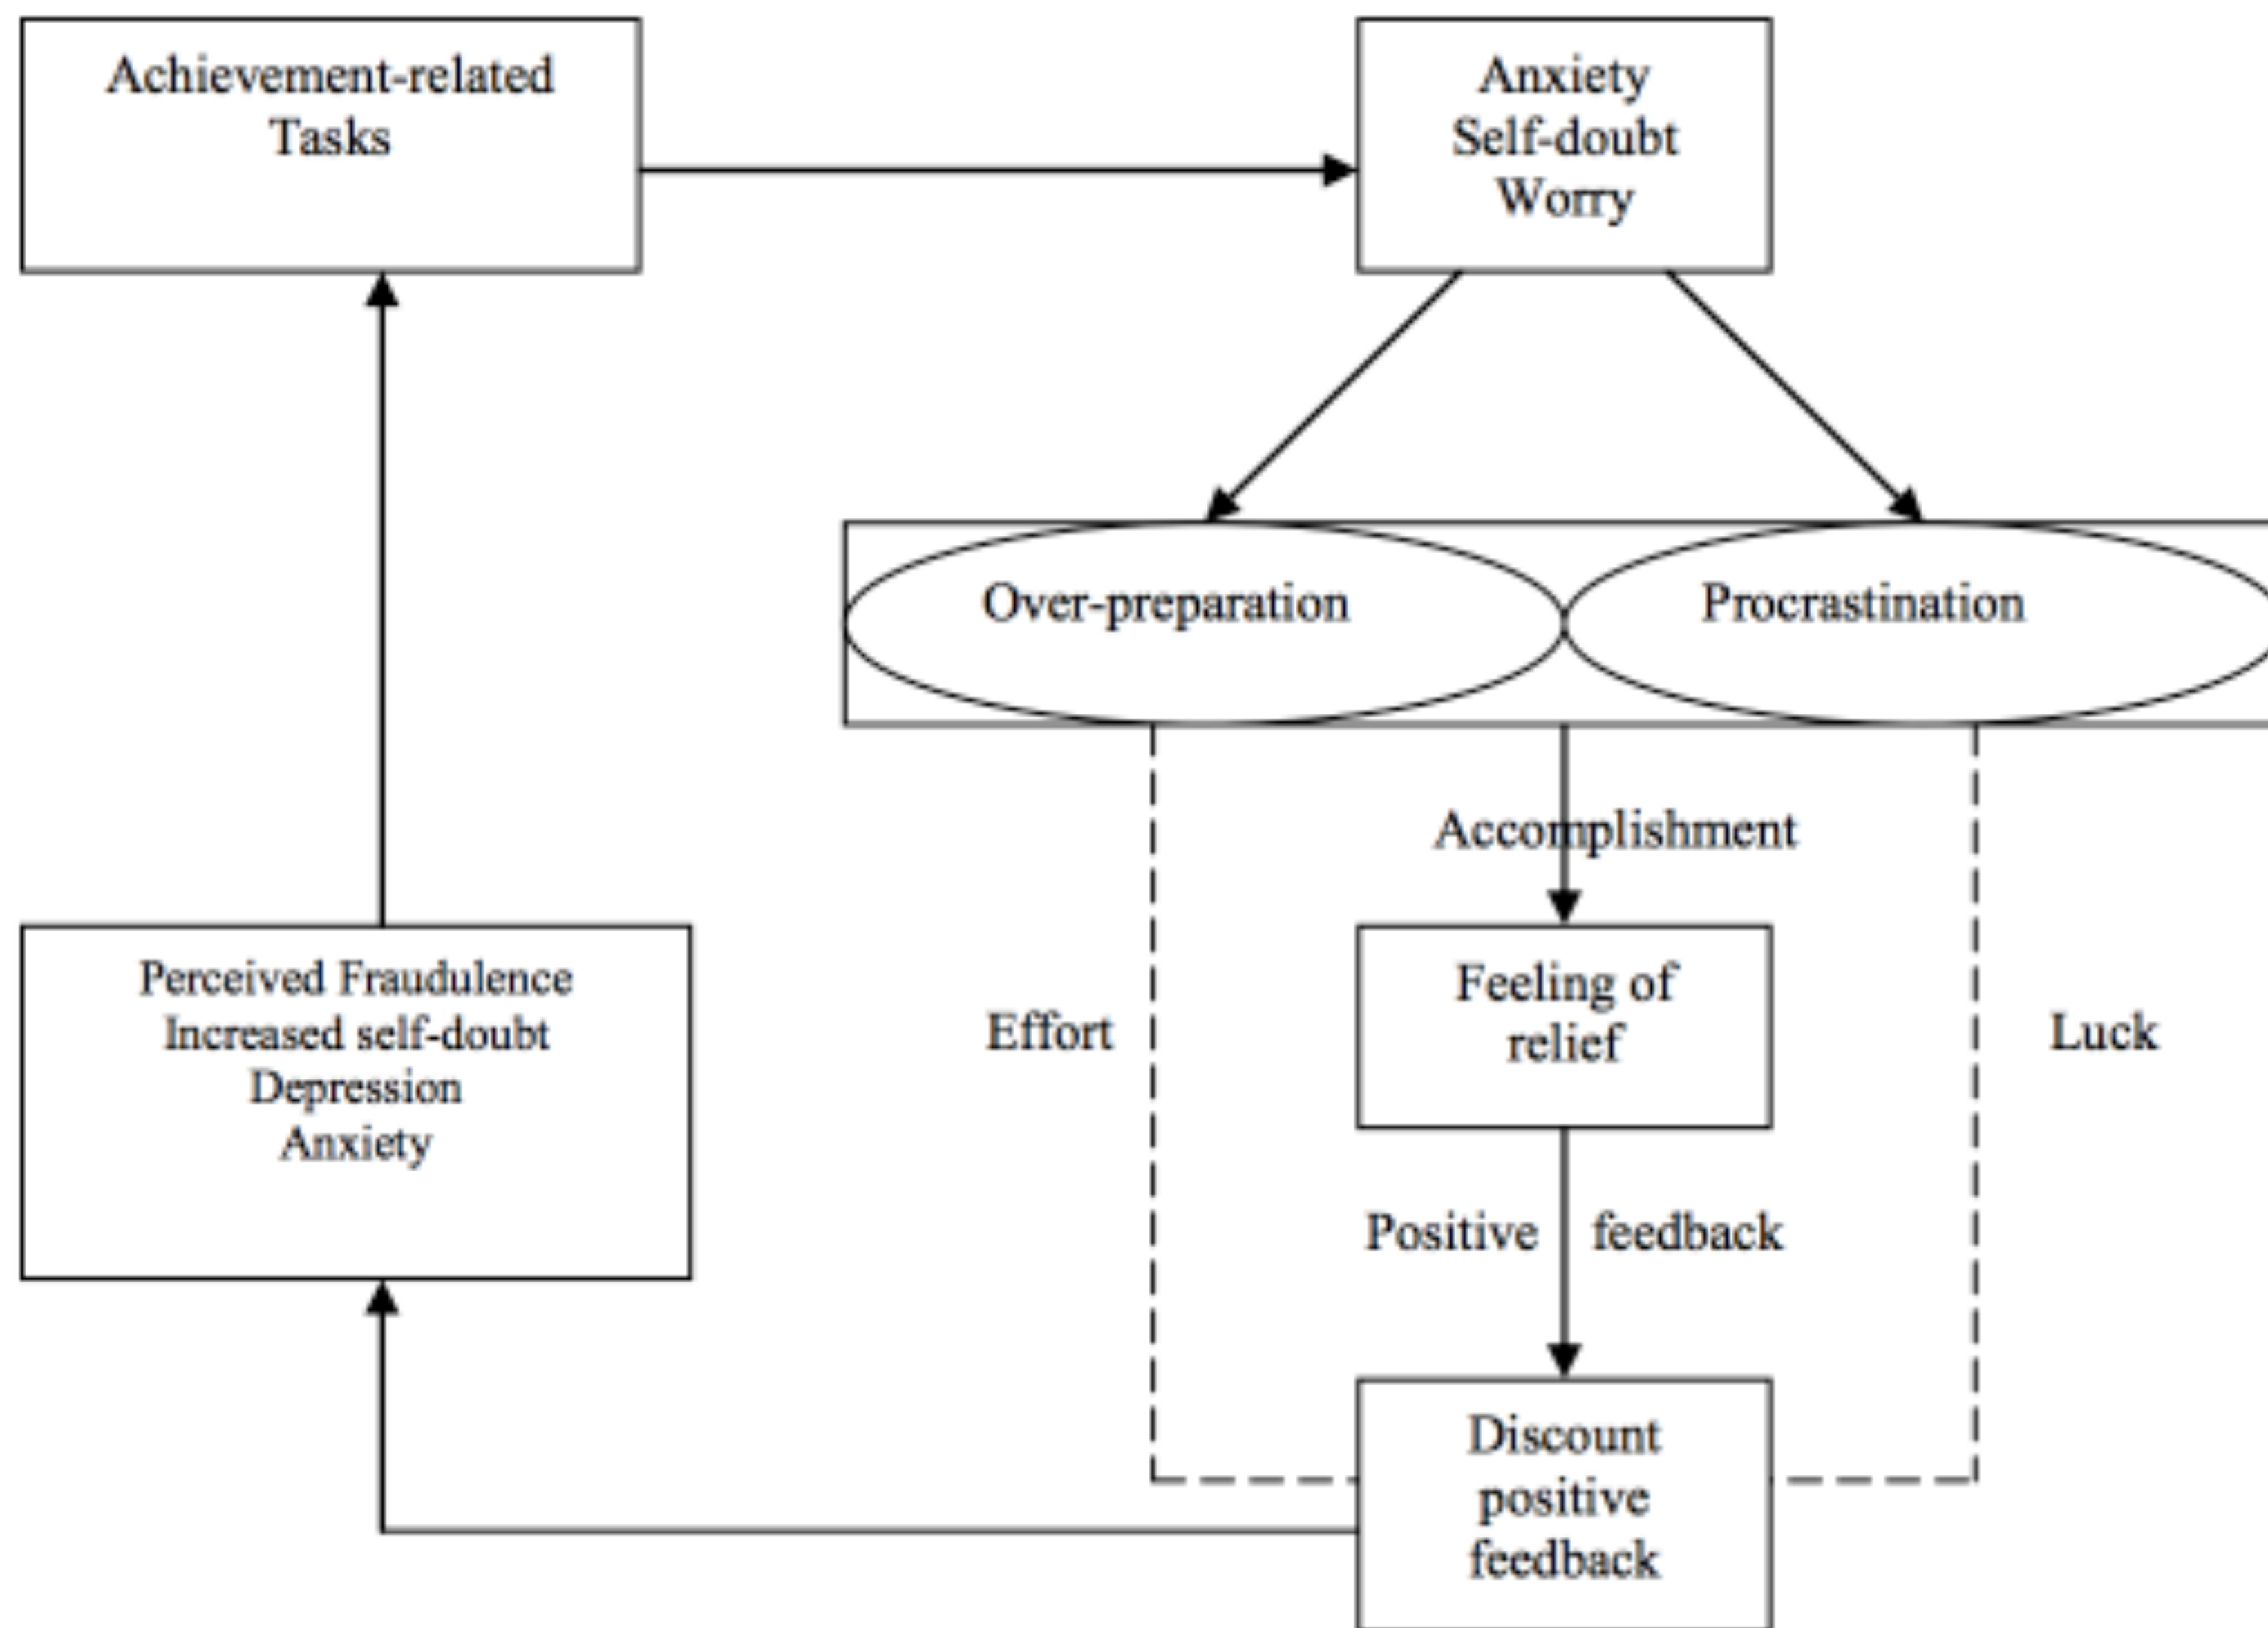 Achievement-related
Tasks
Anxiety
Self-doubt
Worry
Over-preparation
Procrastination
Accomplishment
Perceived Fraudulence
Increased self-doubt
Depression
Anxiety
Effort
Feeling of
relief
Luck
Positive feedback
Discount
positive
feedback